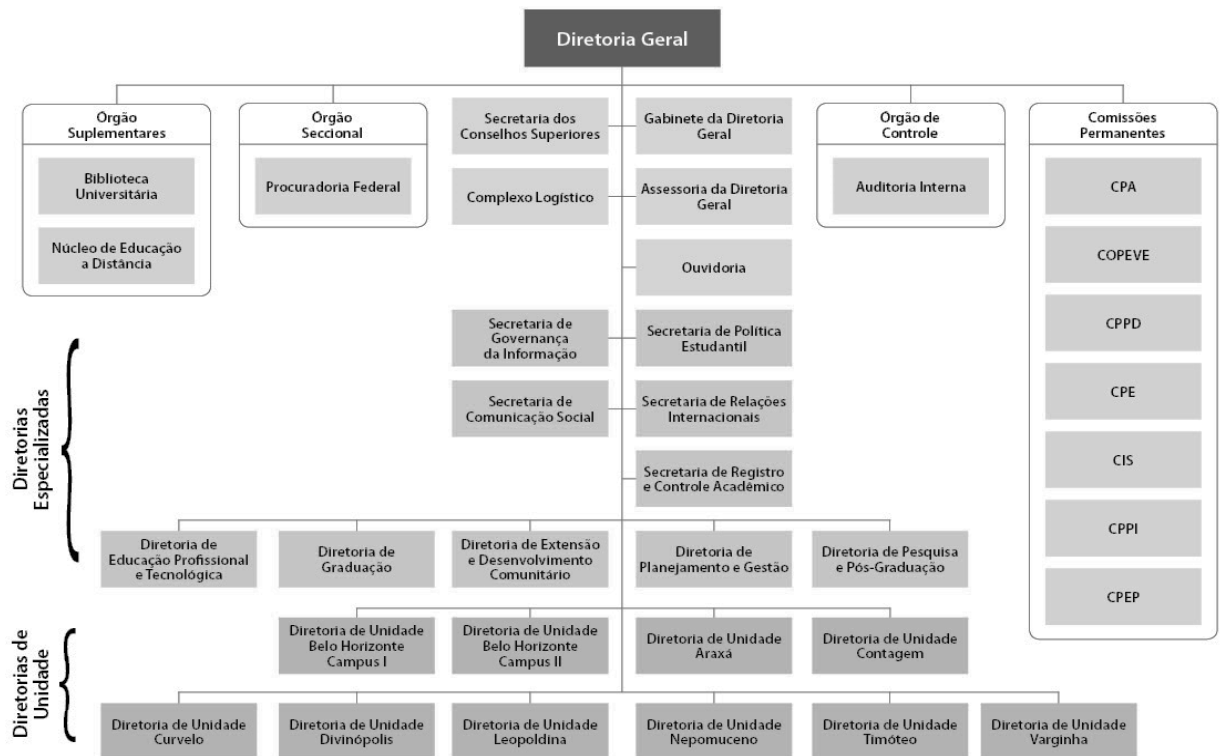 Diretoria Geral
Órgão
Suplementares
Biblioteca
Universitária
Núcleo de Educação
a Distância
Órgão
Seccional
Procuradoria Federal
Secretaria dos
Conselhos Superiores
Gabinete da Diretoria
Geral
Complexo Logístico
Assessoria da Diretoria
Geral
Ouvidoria
Órgão de
Controle
Auditoria Interna
Comissões
Permanentes
CPA
COPEVE
CPPD
CPE
CIS
CPPI
CPEP
Diretorias
Especializadas
Secretaria de
Governança
da Informação
Secretaria de Política
Estudantil
Secretaria de
Comunicação Social
Secretaria de Relações
Internacionais
Secretaria de Registro
e Controle Acadêmico
Diretoria de
Educação Profissional
e Tecnológica
Diretoria de
Graduação
Diretoria de Extensão
e Desenvolvimento
Comunitário
Diretoria de
Planejamento e Gestão
Diretoria de Pesquisa
e Pós-Graduação
Diretorias de
Unidade
Diretoria de Unidade
Belo Horizonte
Campus I
Diretoria de Unidade
Belo Horizonte
Campus II
Diretoria de Unidade
Araxá
Diretoria de Unidade
Contagem
Diretoria de Unidade
Curvelo
Diretoria de Unidade
Divinópolis
Diretoria de Unidade
Leopoldina
Diretoria de Unidade
Nepomuceno
Diretoria de Unidade
Timóteo
Diretoria de Unidade
Varginha